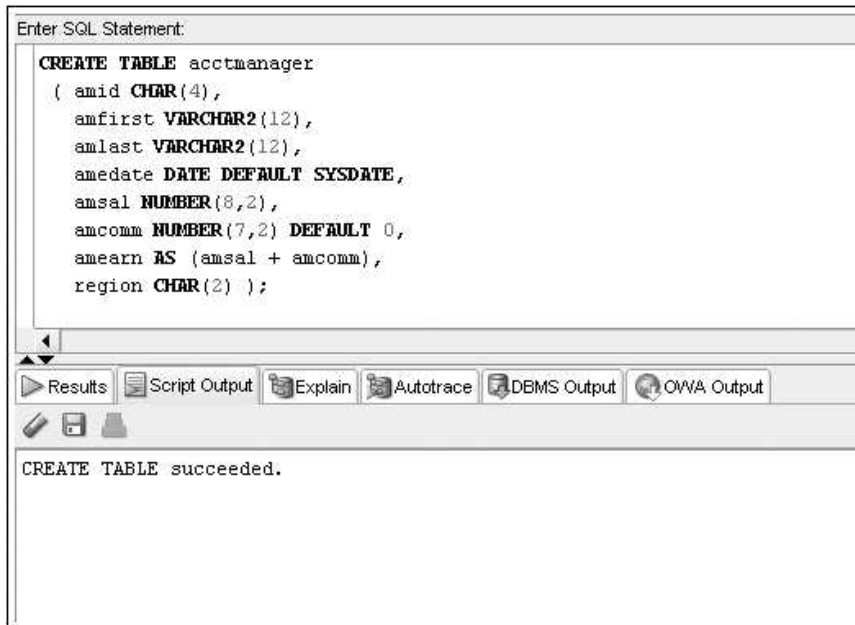 Enter SQL Statement:
CREATE TABLE acctmanager
( amid CHAR(4),
amfirst VARCHAR2(12),
amlast VARCHAR2(12),
amedate DATE DEFAULT SYSDATE,
amsal NUMBER(8,2),
amcomm NUMBER(7,2) DEFAULT 0,
amearn AS (amsal + amcomm),
region CHAR(2) );
Results Script Output Explain Autotrace DBMS Output OWA Output
CREATE TABLE succeeded.